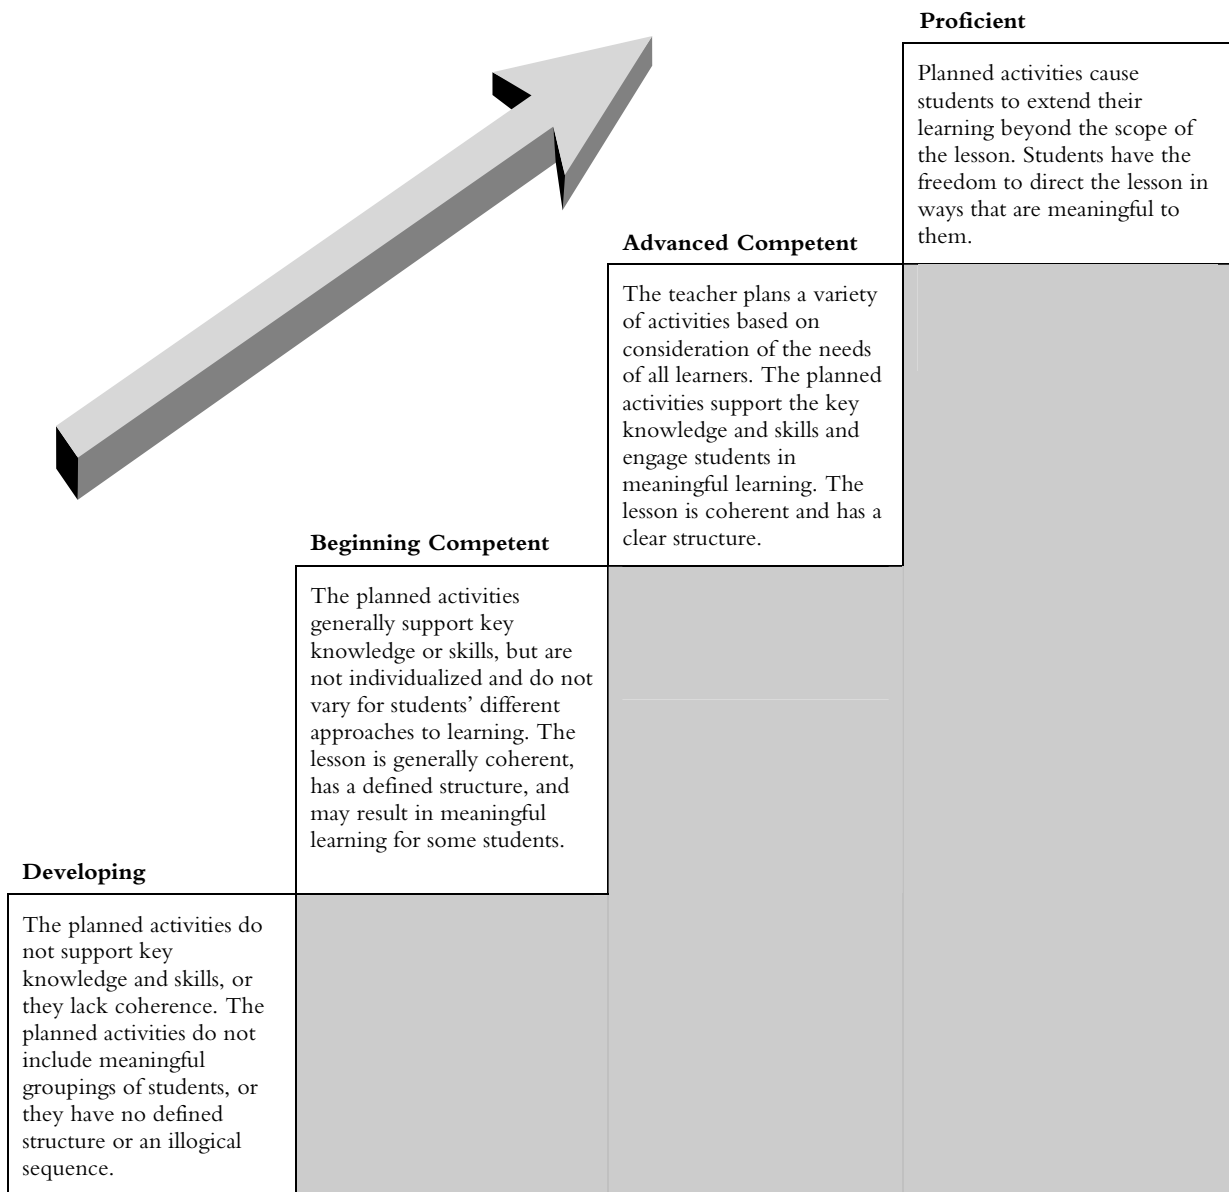 Proficient
Planned activities cause
students to extend their
learning beyond the scope of
the lesson. Students have the
freedom to direct the lesson in
ways that are meaningful to
them.
Advanced Competent
The teacher plans a variety
of activities based on
consideration of the needs
of all learners. The planned
activities support the key
knowledge and skills and
engage students in
meaningful learning. The
lesson is coherent and has a
clear structure.
Beginning Competent
The planned activities
generally support key
knowledge or skills, but are
not individualized and do not
vary for students’ different
approaches to learning. The
lesson is generally coherent,
has a defined structure, and
may result in meaningful
learning for some students.
Developing
The planned activities do
not support key
knowledge and skills, or
they lack coherence. The
planned activities do not
include meaningful
groupings of students, or
they have no defined
structure or an illogical
sequence.